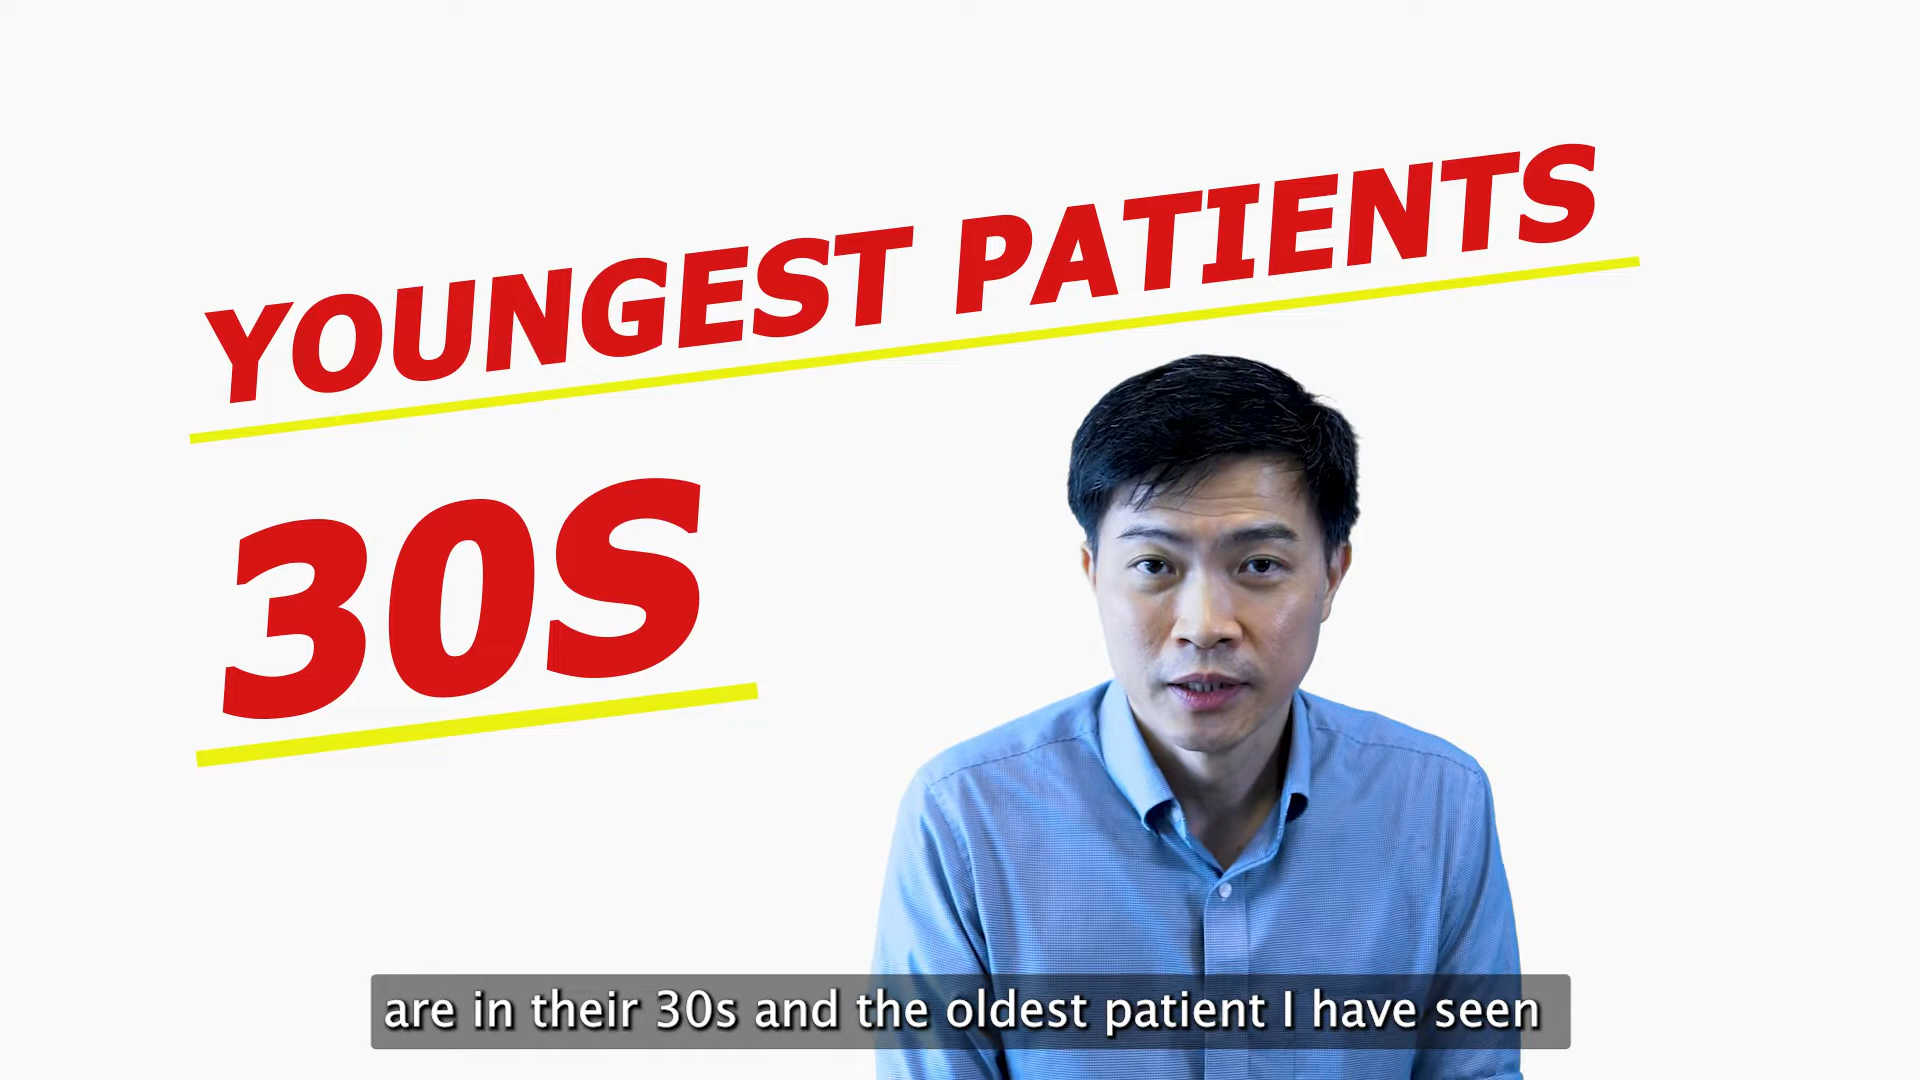 YOUNGEST PATIENTS
30S
are in their 30s and the oldest patient I have seen